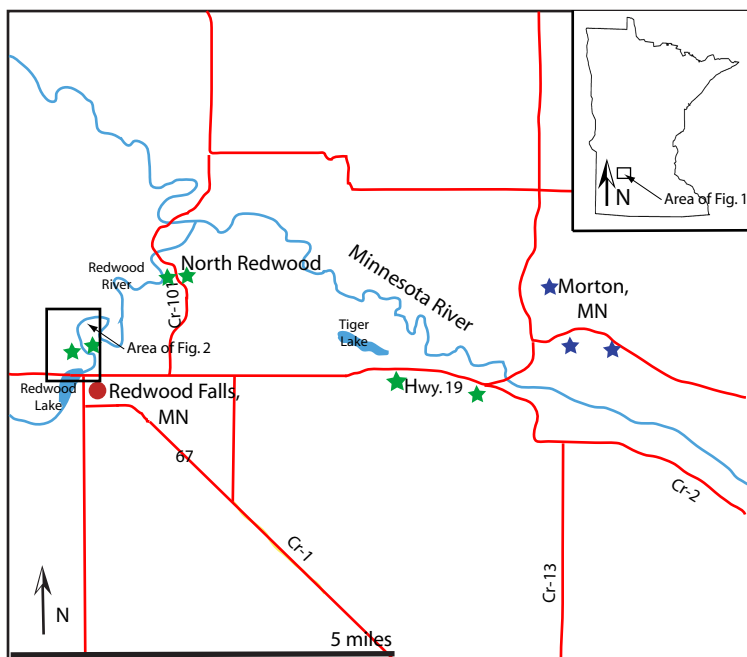 N
Area of Fig. 1
Redwood
River
North Redwood
Minnesota River
Cr-101
Morton,
MN
Tiger
Lake
Area of Fig. 2
Redwood
Lake
Redwood Falls,
MN
Hwy. 19
67
Cr-1
Cr-2
Cr-13
N
5 miles